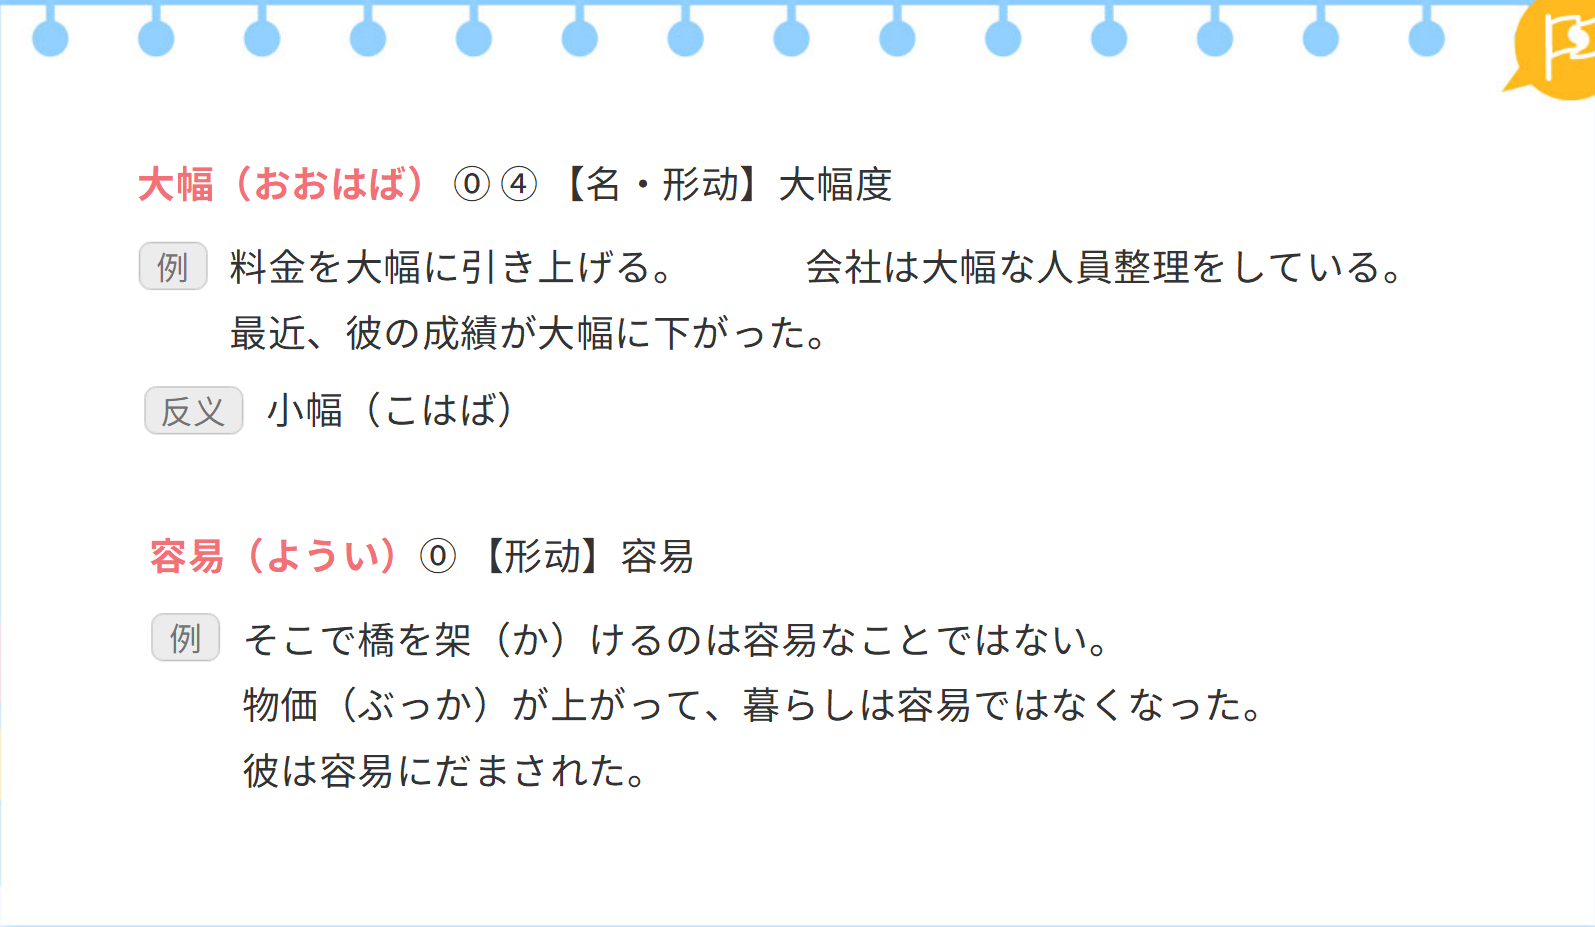 大幅（おおはば）⓪④【名・形动】大幅度
例 料金を大幅に引き上げる。 会社は大幅な人員整理をしている。
最近、彼の成績が大幅に下がった。
反义 小幅（こはば）
容易（ようい）⓪【形动】容易
例 そこで橋を架（か）けるのは容易なことではない。
物価（ぶっか）が上がって、暮らしは容易ではなくなった。
彼は容易にだまされた。